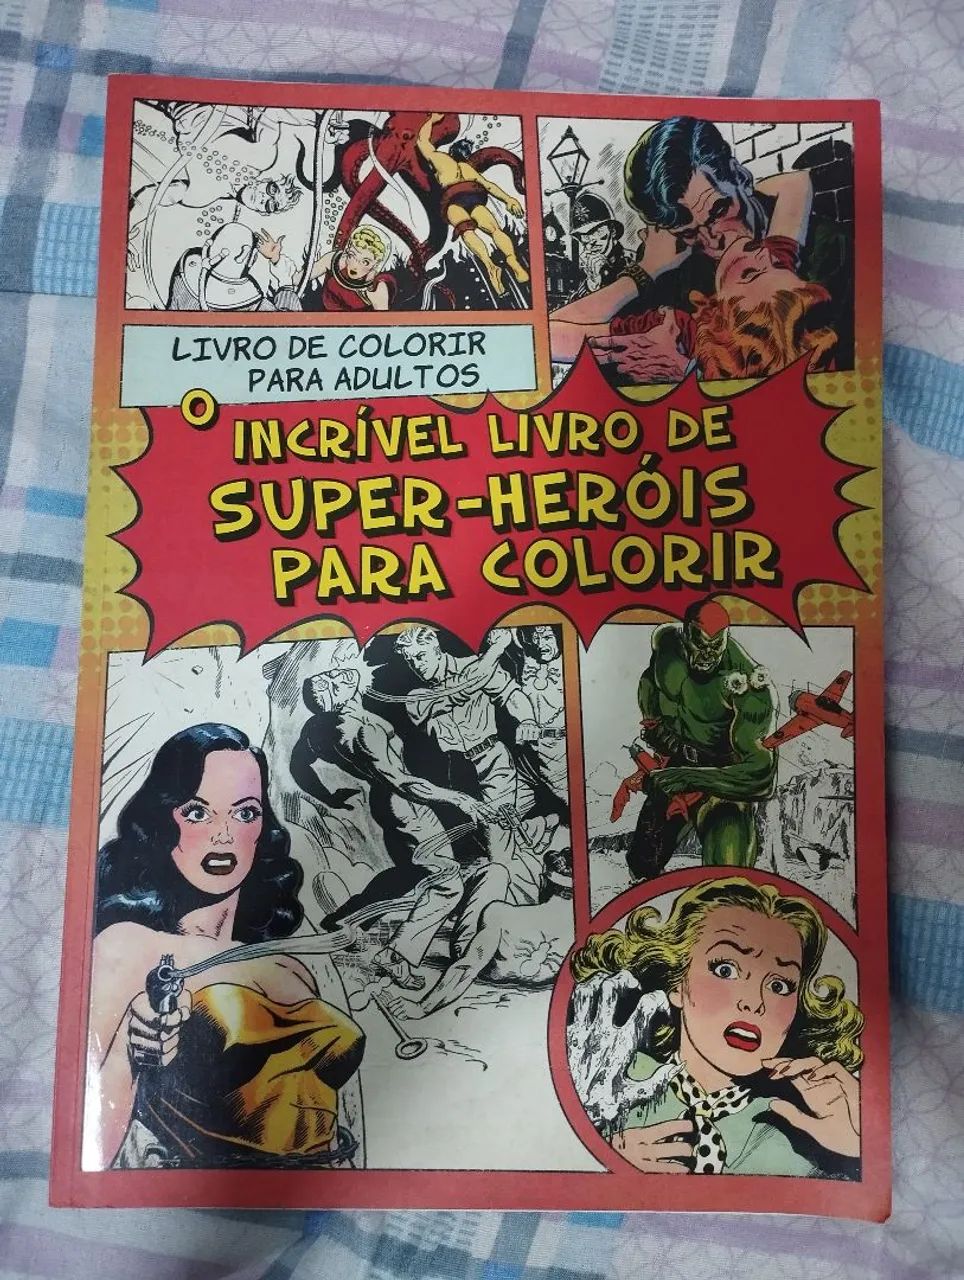 LIVRO DE COLORIR
PARA ADULTOS
O
INCRÍVEL LIVRO DE
SUPER-HERÓIS
PARA COLORIR